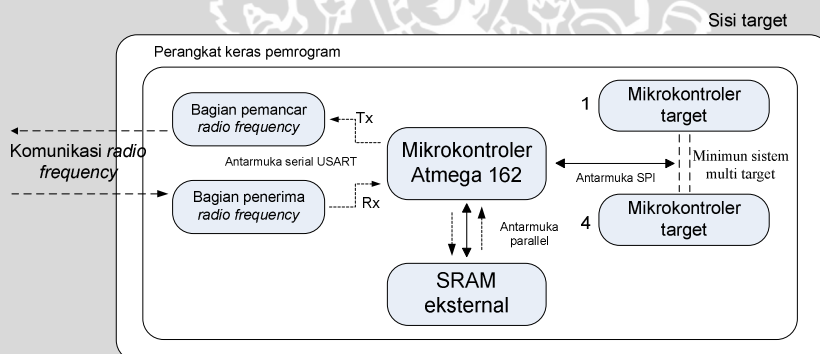 Sisi target
Perangkat keras pemrogram
Bagian pemancar
radio frequency
Tx
Komunikasi radio
frequency
Antarmuka serial USART
Bagian penerima
radio frequency
Rx
Mikrokontroler
Atmega 162
Antarmuka
parallel
SRAM
eksternal
Antarmuka SPI
1
Mikrokontroler
target
Minimun sistem
multi target
4
Mikrokontroler
target